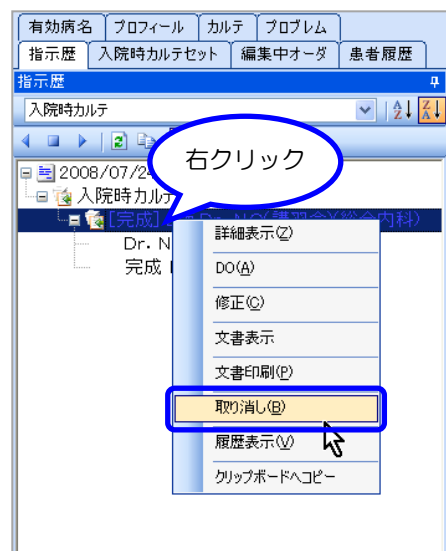 有効病名 プロフィール カルテ プロブレム
指示歴 入院時カルテセット 編集中オーダ 患者履歴
指示歴
入院時カルテ
右クリック
2008/07/24
入院時カルテ
[完成]
詳細表示(Z)
Dr. N
DO(A)
完成
修正(C)
文書表示
文書印刷(P)
取り消し(B)
履歴表示(V)
クリップボードへコピー